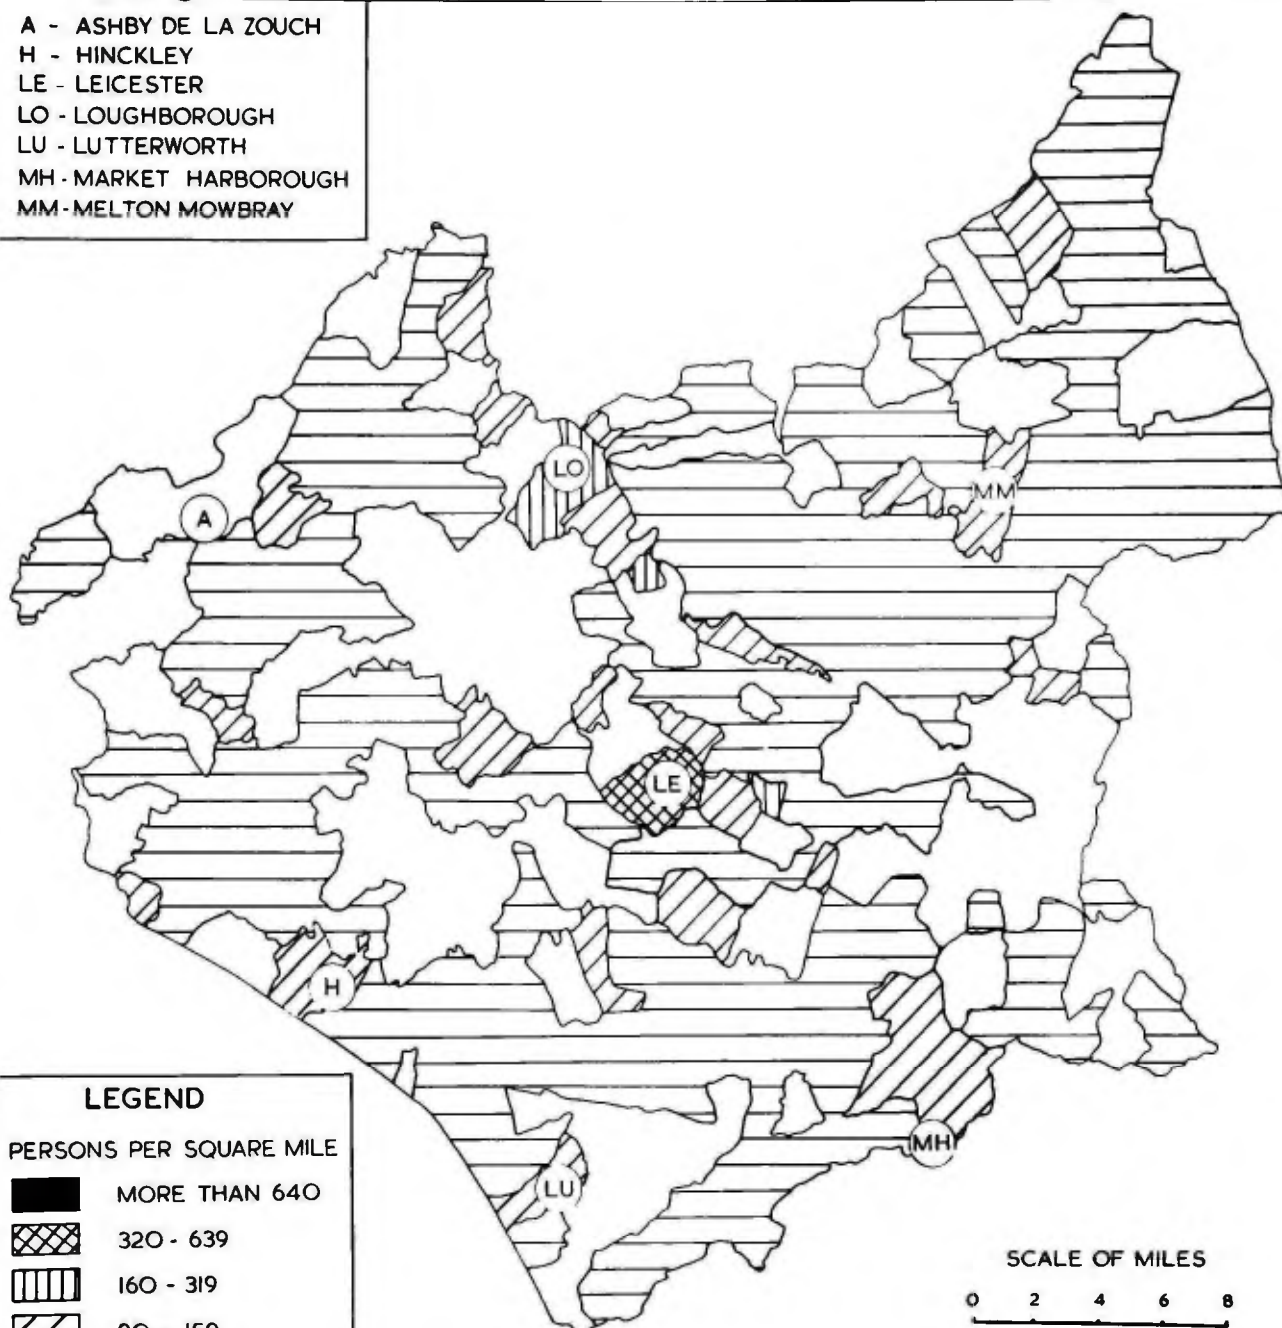 A - ASHBY DE LA ZOUCH
H - HINCKLEY
LE - LEICESTER
LO - LOUGHBOROUGH
LU - LUTTERWORTH
MH - MARKET HARBOROUGH
MM - MELTON MOWBRAY
LO
MM
A
LE
H
MH
LU
LEGEND
PERSONS PER SQUARE MILE
MORE THAN 640
320 - 639
160 - 319
SCALE OF MILES
0 2 4 6 8